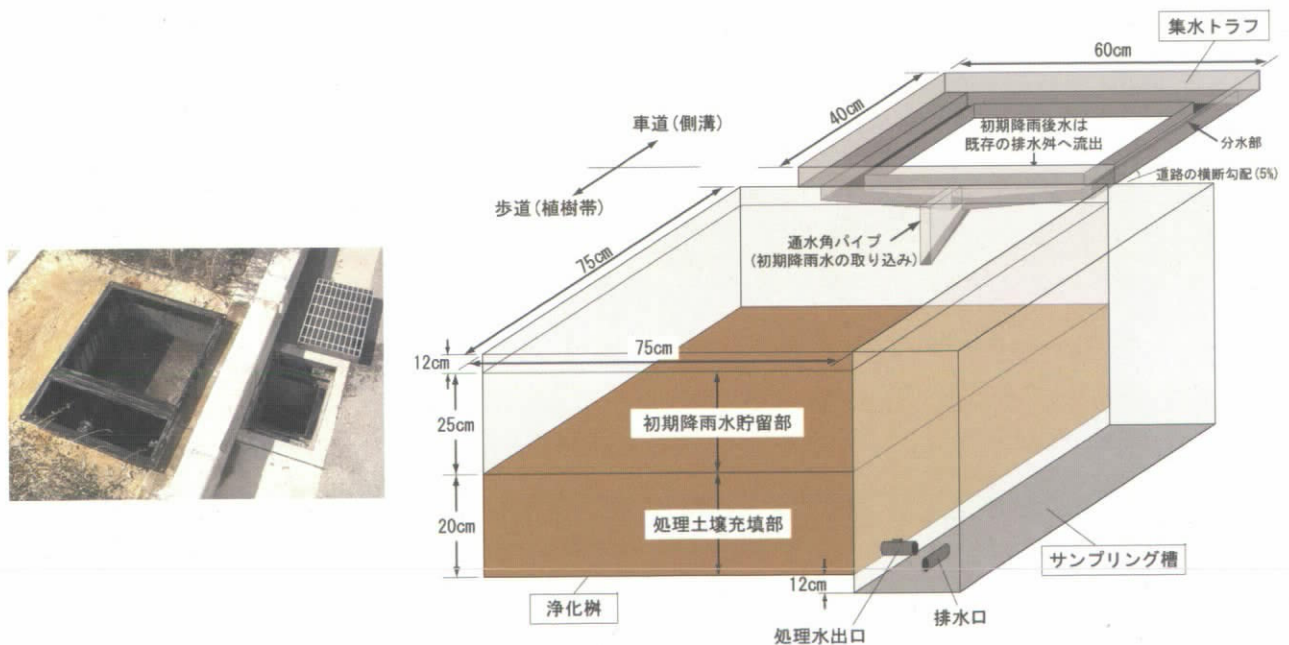 集水トラフ
60cm
40cm
車道(側溝)
初期降雨後水は
既存の排水舛へ流出
分水部
道路の横断勾配(5%)
歩道(植樹帯)
通水角パイプ
(初期降雨水の取り込み)
75cm
75cm
12cm
25cm
初期降雨水貯留部
20cm
処理土壌充填部
サンプリング槽
12cm
浄化桝
排水口
処理水出口